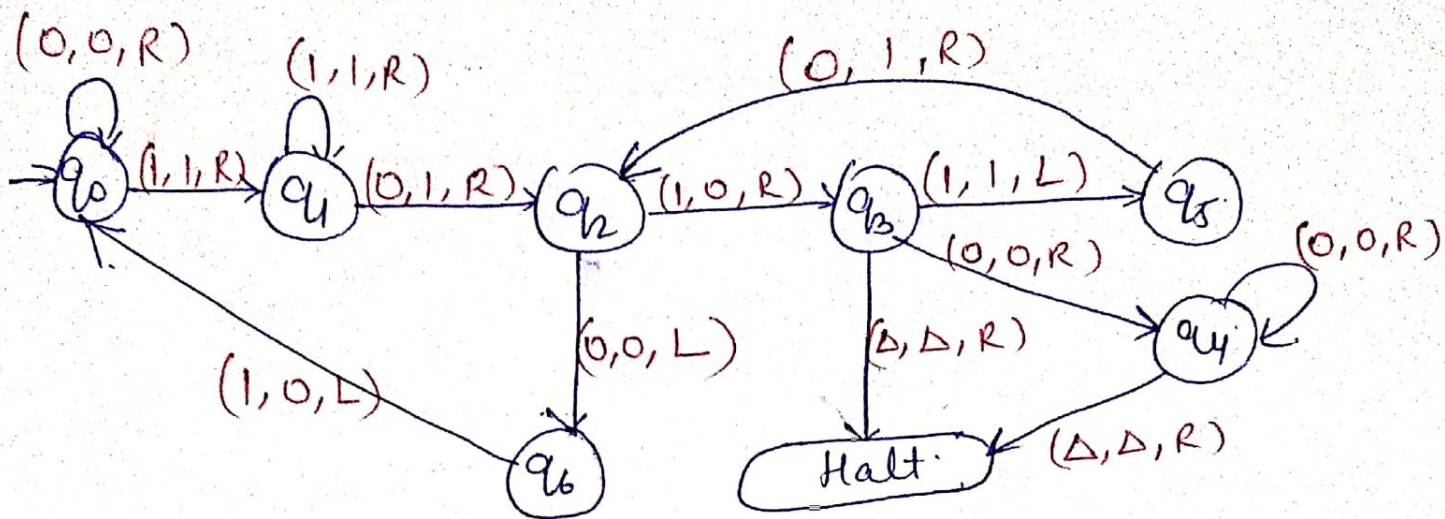 (0,0,R)
(1,1,R)
(0,1,R)
q0
(1,1,R)
q1
(0,1,R)
q2
(1,0,R)
q3
(1,1,L)
q5
(0,0,R)
(0,0,R)
q4
(0,0,L)
(Δ,Δ,R)
(1,0,L)
(Δ,Δ,R)
q6
Halt